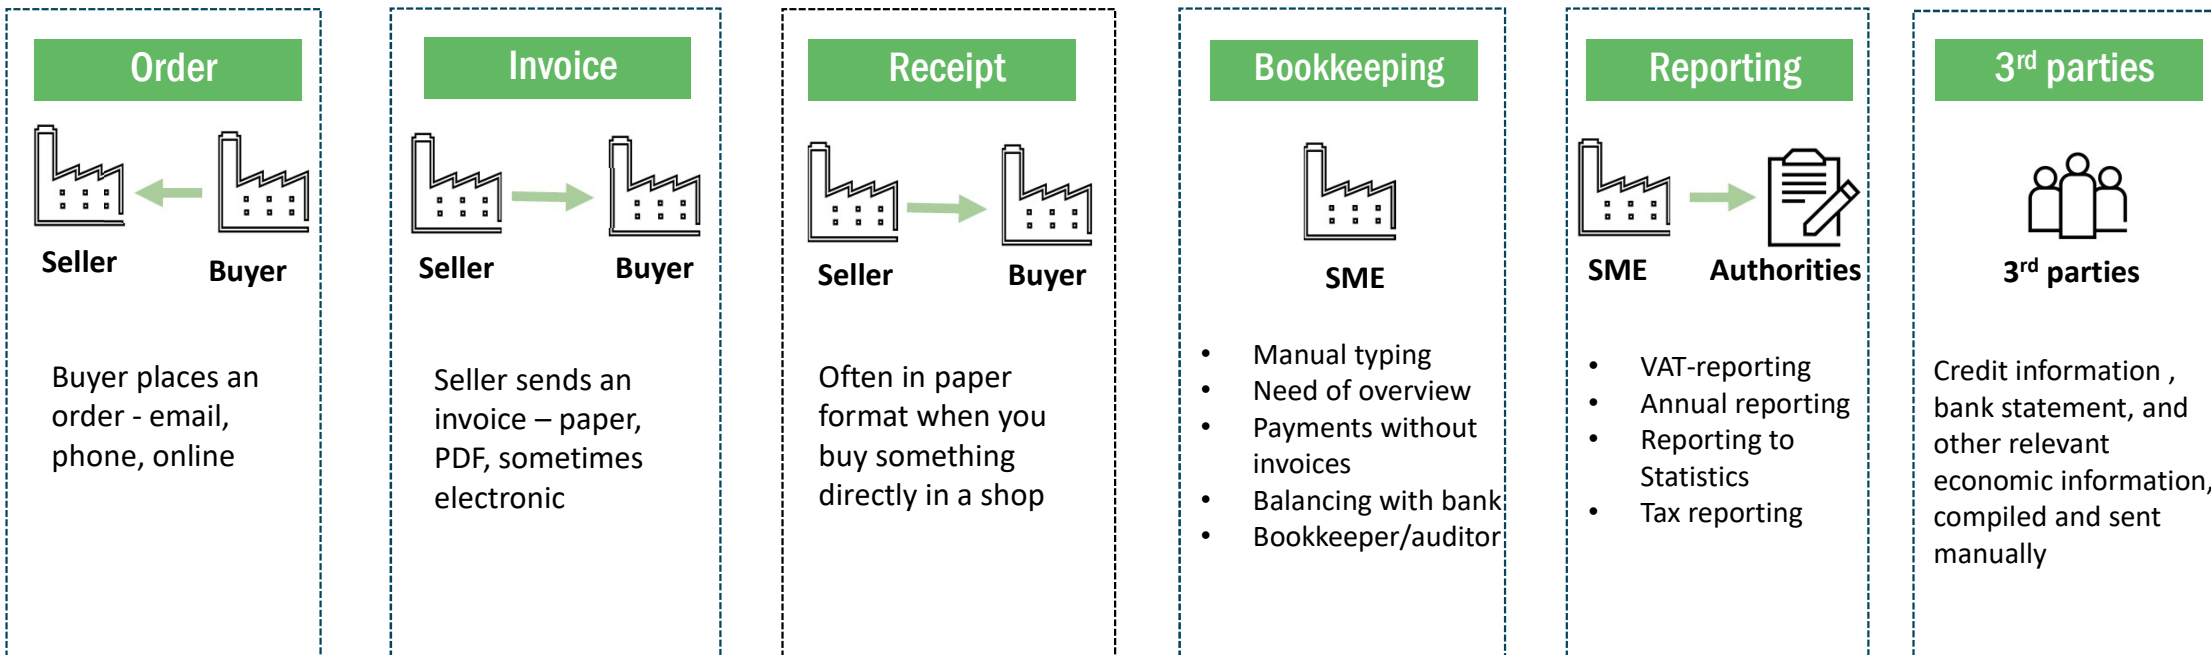 Order
Seller
Buyer
Buyer places an
order - email,
phone, online
Invoice
Seller
Buyer
Seller sends an
invoice – paper,
PDF, sometimes
electronic
Receipt
Seller
Buyer
Often in paper
format when you
buy something
directly in a shop
Bookkeeping
SME
• Manual typing
• Need of overview
• Payments without
invoices
• Balancing with bank
• Bookkeeper/auditor
Reporting
SME
Authorities
• VAT-reporting
• Annual reporting
• Reporting to
Statistics
• Tax reporting
3rd parties
3rd parties
Credit information ,
bank statement, and
other relevant
economic information,
compiled and sent
manually